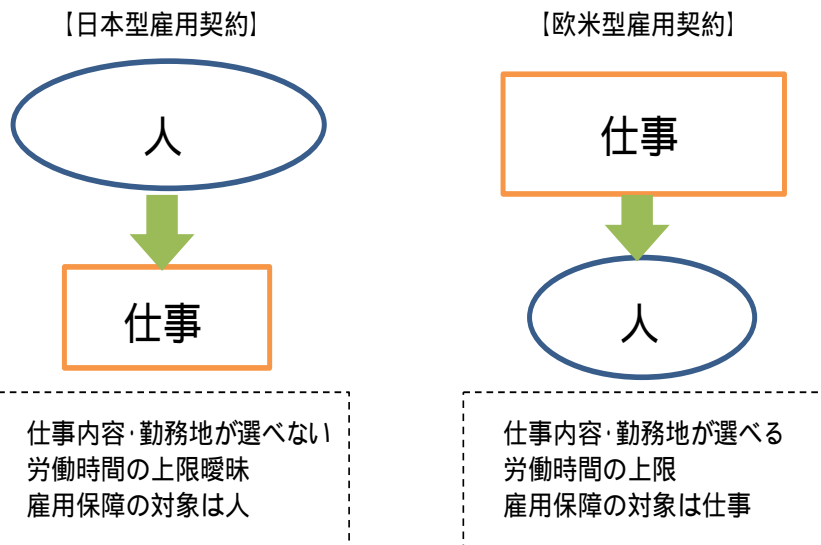 【日本型雇用契約】
人
仕事
仕事内容･勤務地が選べない
労働時間の上限曖昧
雇用保障の対象は人
【欧米型雇用契約】
仕事
人
仕事内容･勤務地が選べる
労働時間の上限
雇用保障の対象は仕事